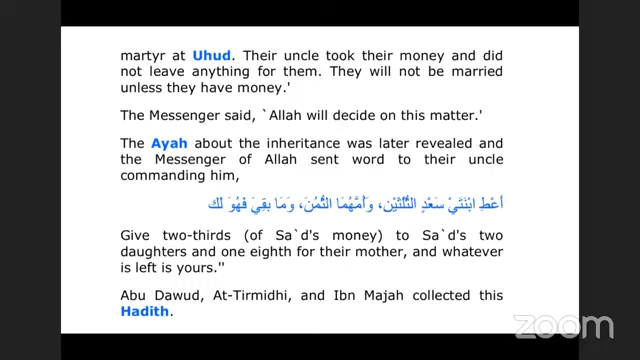 martyr at Uhud. Their uncle took their money and did
not leave anything for them. They will not be married
unless they have money.'
The Messenger said, `Allah will decide on this matter.'
The Ayah about the inheritance was later revealed and
the Messenger of Allah sent word to their uncle
commanding him,
أَعْطِ ابْنَتَيْ سَعْدٍ الثُّلُثَيْنِ، وَأُمَّهُمَا الثُّمُنَ، وَمَا بَقِيَ فَهُوَ لَك
Give two-thirds (of Sa`d's money) to Sa`d's two
daughters and one eighth for their mother, and whatever
is left is yours.''
Abu Dawud, At-Tirmidhi, and Ibn Majah collected this
Hadith.
zoom